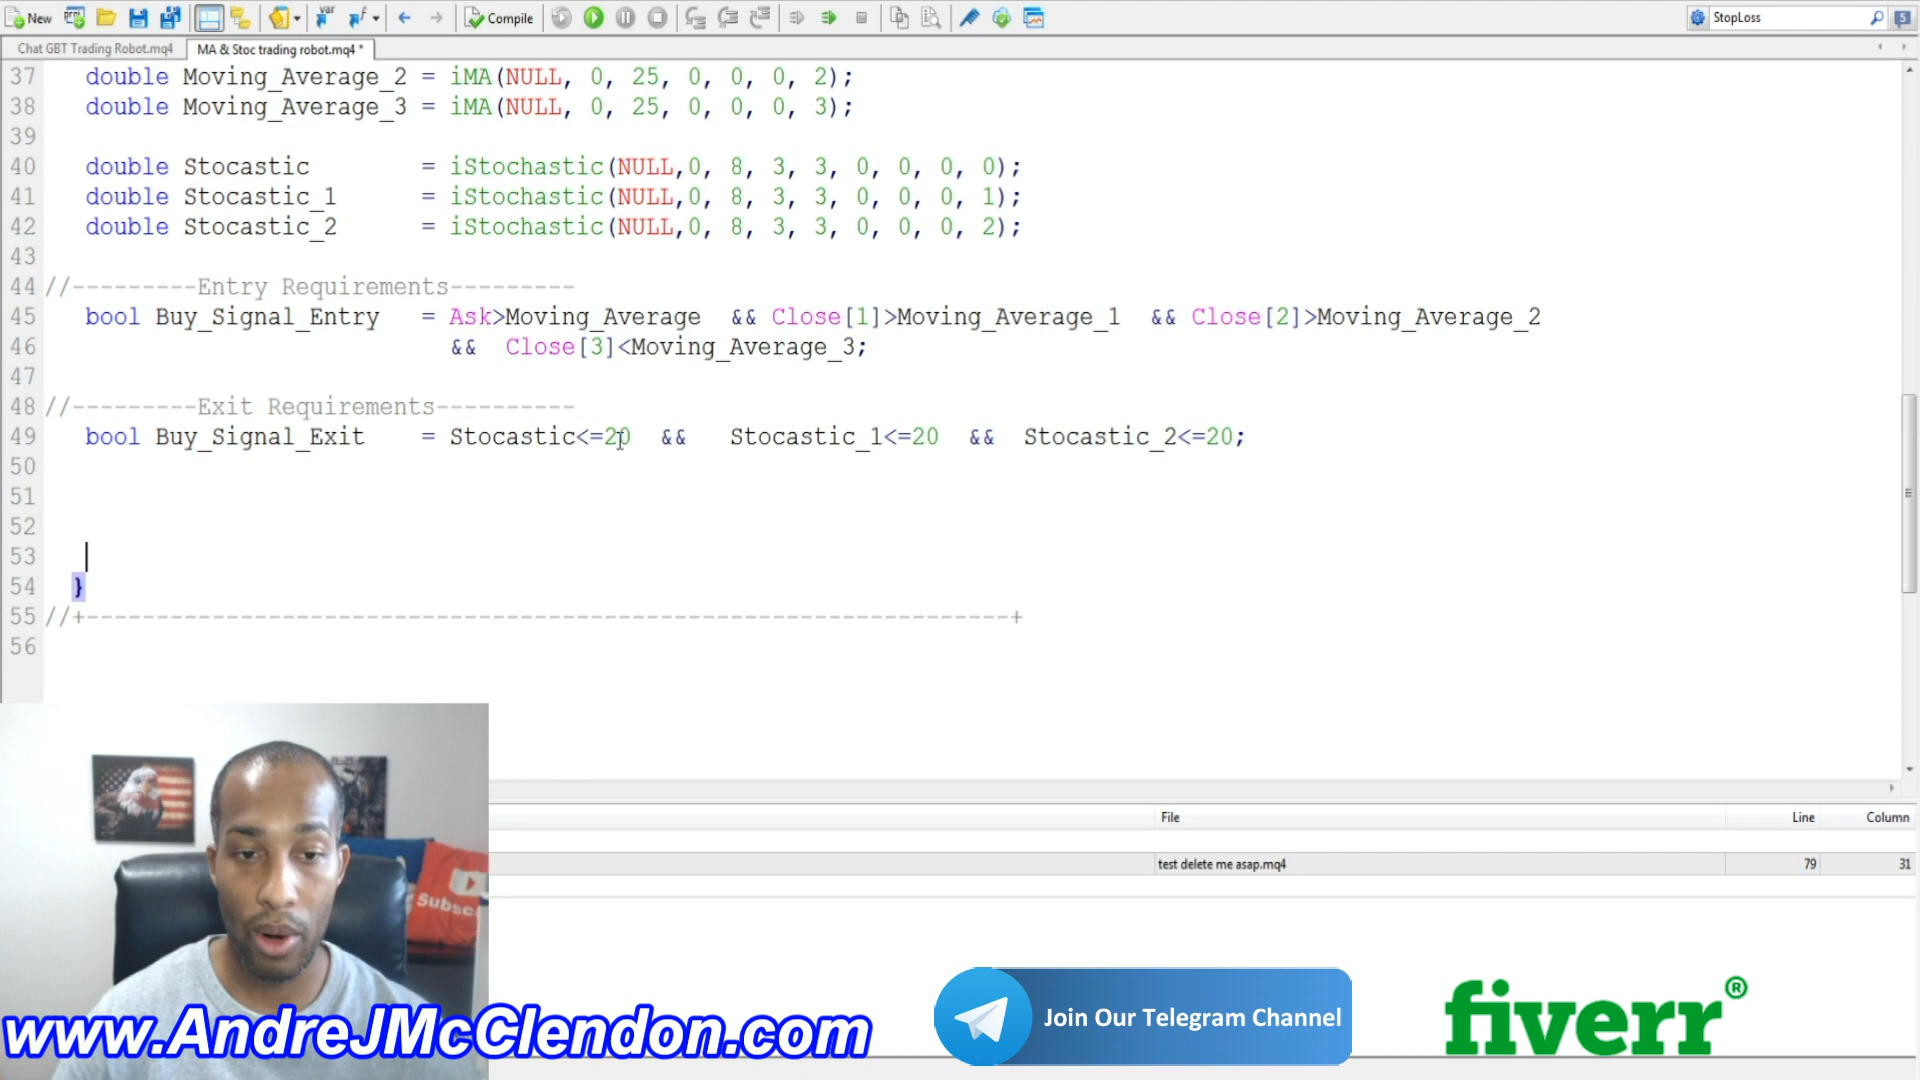 New var f Compile StopLoss 5
Chat GBT Trading Robot.mq4 MA & Stoc trading robot.mq4 *
37 double Moving_Average_2 = iMA(NULL, 0, 25, 0, 0, 0, 2);
38 double Moving_Average_3 = iMA(NULL, 0, 25, 0, 0, 0, 3);
39
40 double Stocastic = iStochastic(NULL,0, 8, 3, 3, 0, 0, 0, 0);
41 double Stocastic_1 = iStochastic(NULL,0, 8, 3, 3, 0, 0, 0, 1);
42 double Stocastic_2 = iStochastic(NULL,0, 8, 3, 3, 0, 0, 0, 2);
43
44 //---------Entry Requirements---------
45 bool Buy_Signal_Entry = Ask>Moving_Average && Close[1]>Moving_Average_1 && Close[2]>Moving_Average_2
46 && Close[3]<Moving_Average_3;
47
48 //---------Exit Requirements----------
49 bool Buy_Signal_Exit = Stocastic<=20 && Stocastic_1<=20 && Stocastic_2<=20;
50
51
52
53
54 }
55 //+------------------------------------------------------------------+
56
File Line Column
test delete me asap.mq4 79 31
Subsc
www.AndreJMcClendon.com
Join Our Telegram Channel
fiverr®